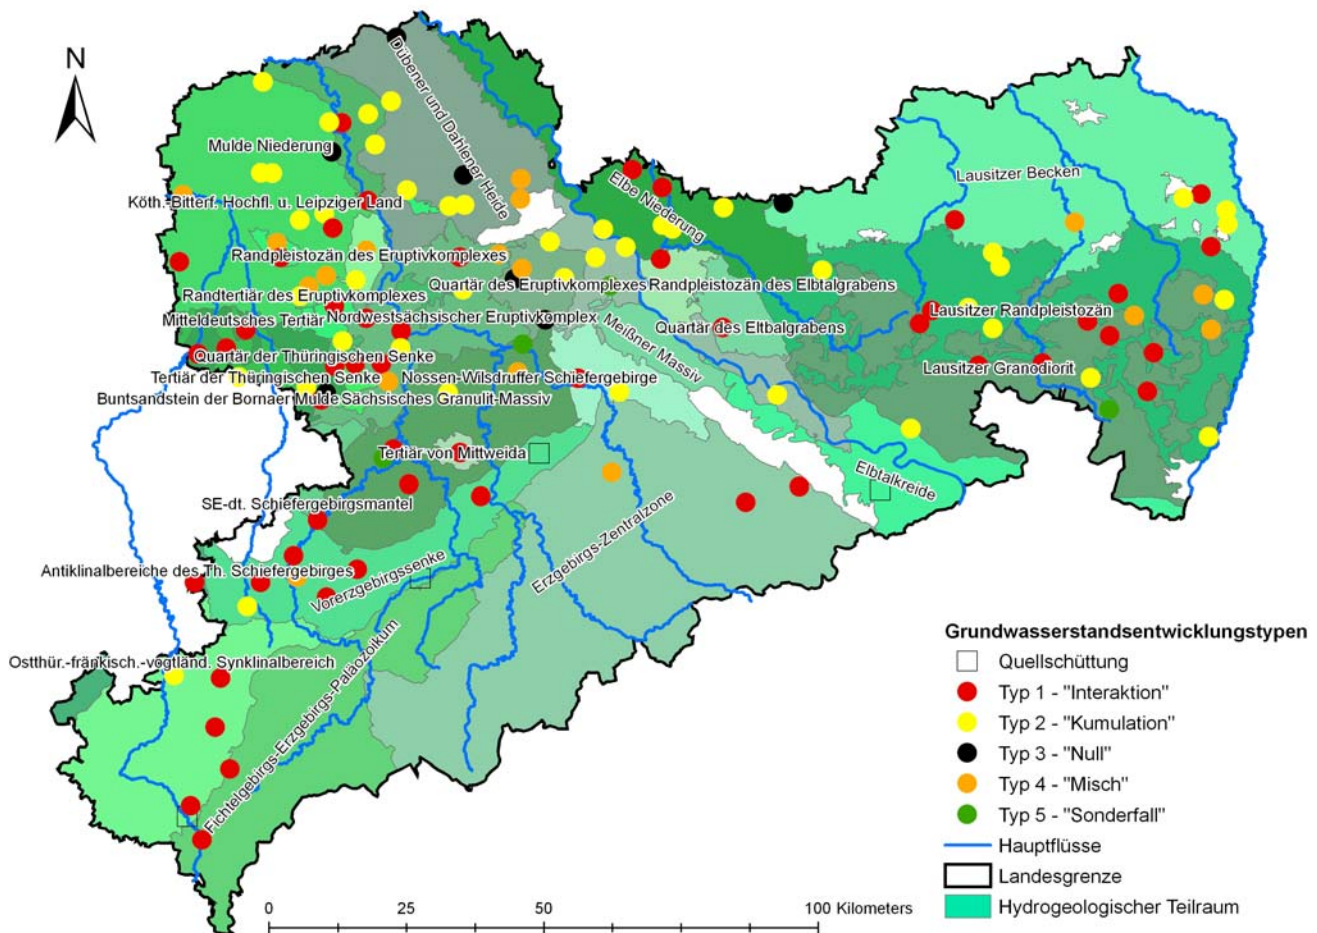 N
Dübener und Dahlener Heide
Mulde Niederung
Köth.-Bitterf. Hochfl. u. Leipziger Land
Elbe Niederung
Lausitzer Becken
Randpleistozän des Eruptivkomplexes
Quartär des Eruptivkomplexes
Randpleistozän des Elbtalgrabens
Randtertiär des Eruptivkomplexes
Mitteldeutsches Tertiär
Nordwestsächsischer Eruptivkomplex
Lausitzer Randpleistozän
Meißner Massiv
Quartär des Eltbalgrabens
Quartär der Thüringischen Senke
Tertiär der Thüringischen Senke
Nossen-Wilsdruffer Schiefergebirge
Lausitzer Granodiorit
Buntsandstein der Bornaer Mulde
Sächsisches Granulit-Massiv
Tertiär von Mittweida
Elbtalkreide
SE-dt. Schiefergebirgsmantel
Erzgebirgs-Zentralzone
Antiklinalbereiche des Th. Schiefergebirges
Vorerzgebirgssenke
Ostthür.-fränkisch.-vogtländ. Synklinalbereich
Fichtelgebirgs-Erzgebirgs-Paläozoikum
Grundwasserstandsentwicklungstypen
Quellschüttung
Typ 1 - "Interaktion"
Typ 2 - "Kumulation"
Typ 3 - "Null"
Typ 4 - "Misch"
Typ 5 - "Sonderfall"
Hauptflüsse
Landesgrenze
Hydrogeologischer Teilraum
0 25 50 100 Kilometers